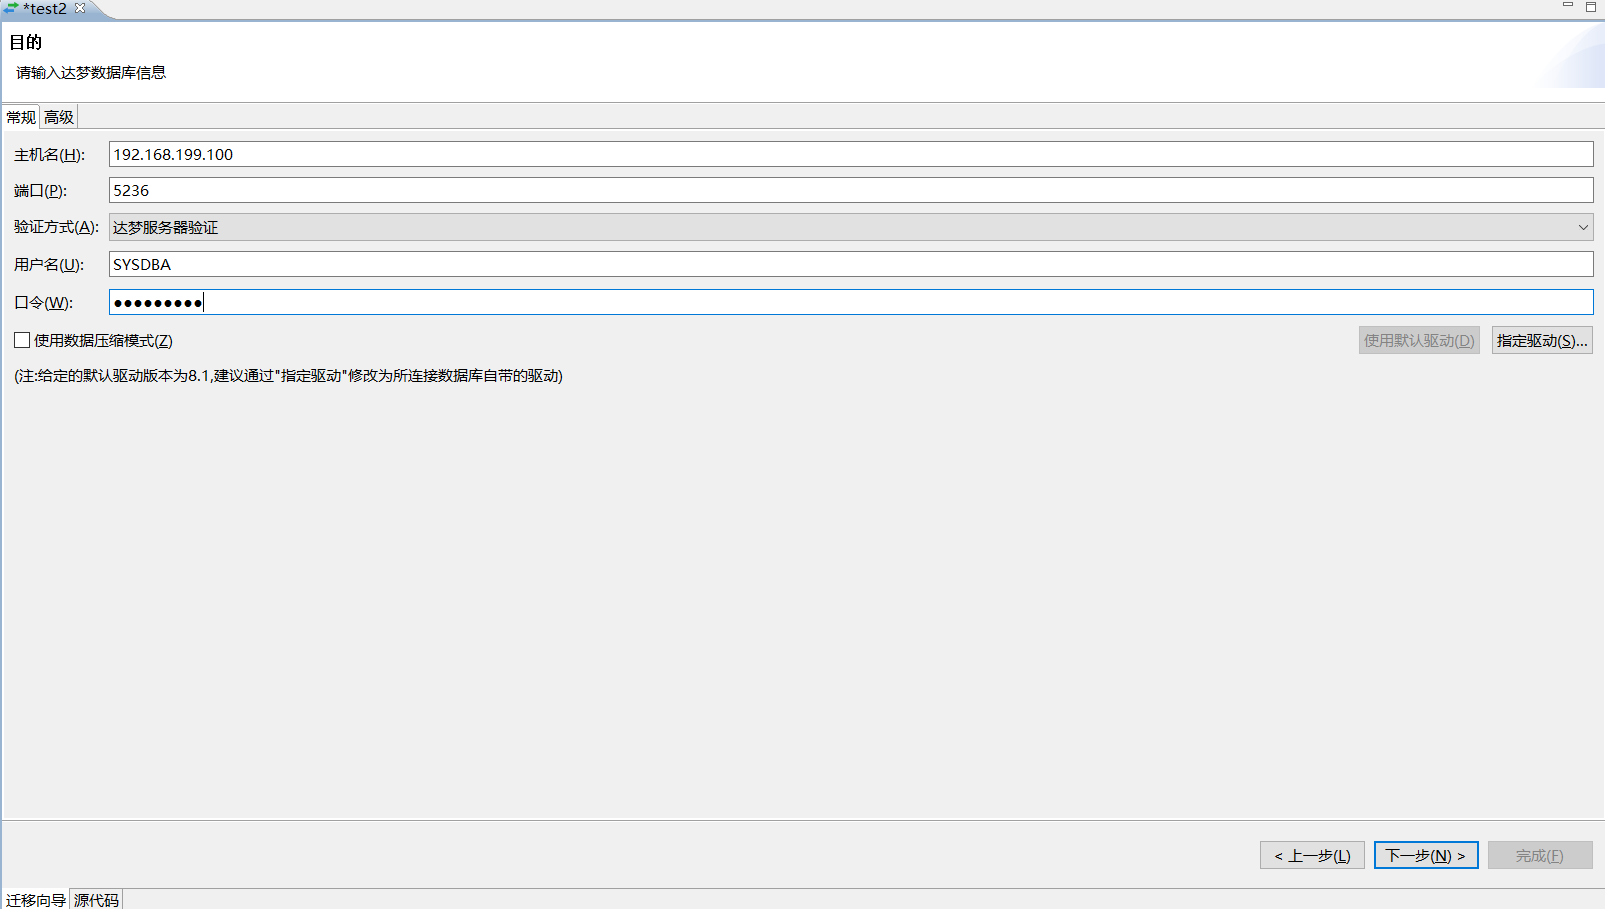 *test2
目的
请输入达梦数据库信息
常规 高级
主机名(H): 192.168.199.100
端口(P): 5236
验证方式(A): 达梦服务器验证
用户名(U): SYSDBA
口令(W): ●●●●●●●●●
使用数据压缩模式(Z) 使用默认驱动(D) 指定驱动(S)...
(注:给定的默认驱动版本为8.1,建议通过"指定驱动"修改为所连接数据库自带的驱动)
< 上一步(L) 下一步(N) > 完成(F)
迁移向导 源代码